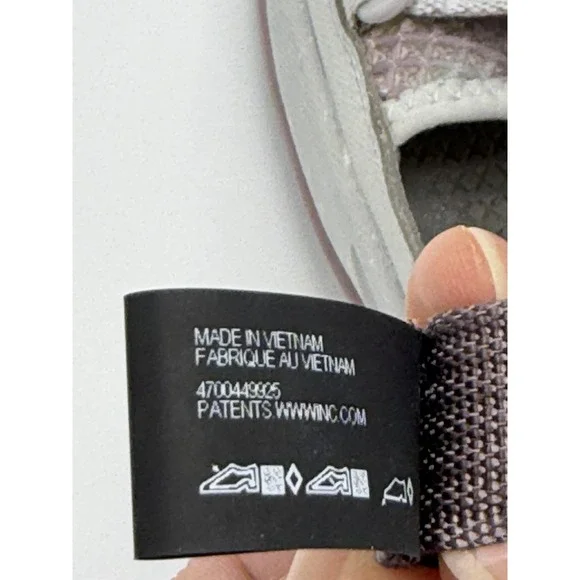 MADE IN VIETNAM
FABRIQUE AU VIETNAM
4700449925
PATENTS.WWWINC.COM